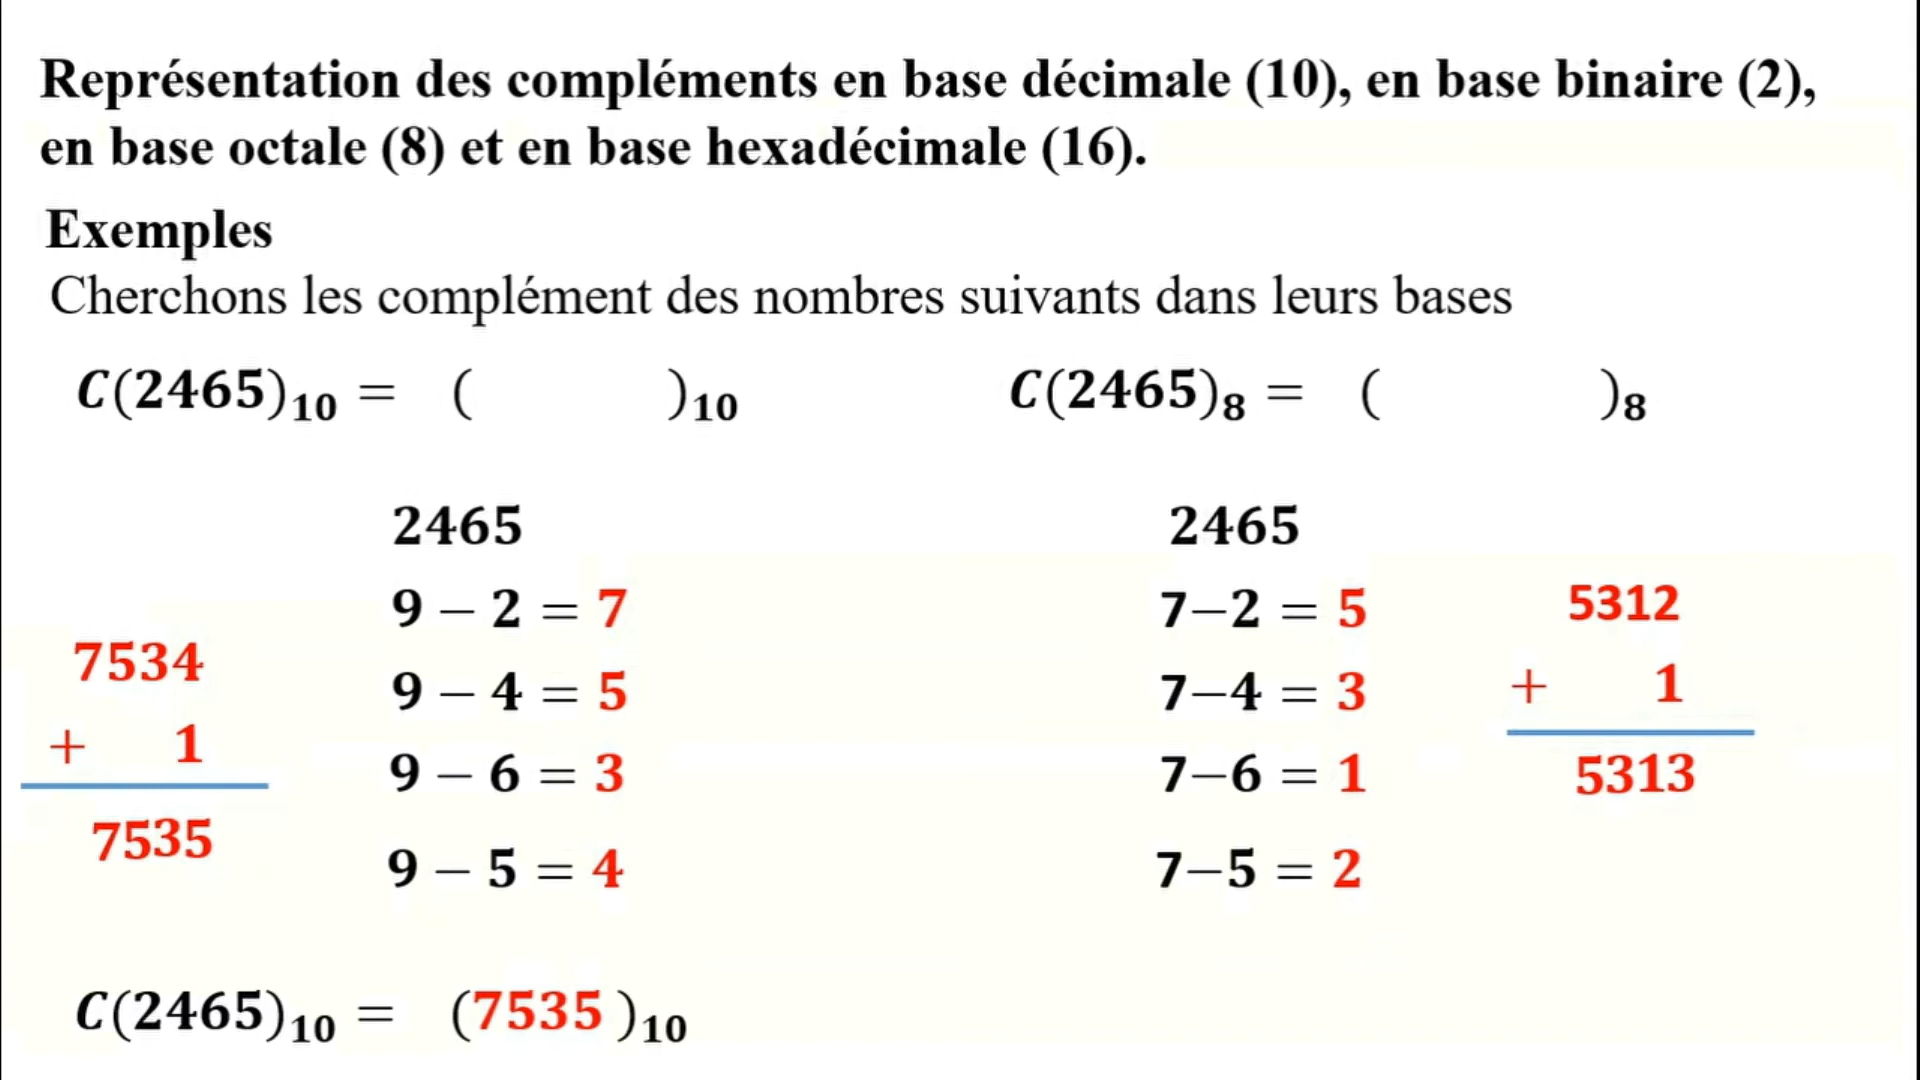 Représentation des compléments en base décimale (10), en base binaire (2),
en base octale (8) et en base hexadécimale (16).
Exemples
Cherchons les complément des nombres suivants dans leurs bases
C(2465)₁₀ = ( )₁₀
2465
9 − 2 = 7
9 − 4 = 5
9 − 6 = 3
9 − 5 = 4
7534
+ 1
7535
C(2465)₁₀ = (7535 )₁₀
C(2465)₈ = ( )₈
2465
7−2 = 5
7−4 = 3
7−6 = 1
7−5 = 2
5312
+ 1
5313